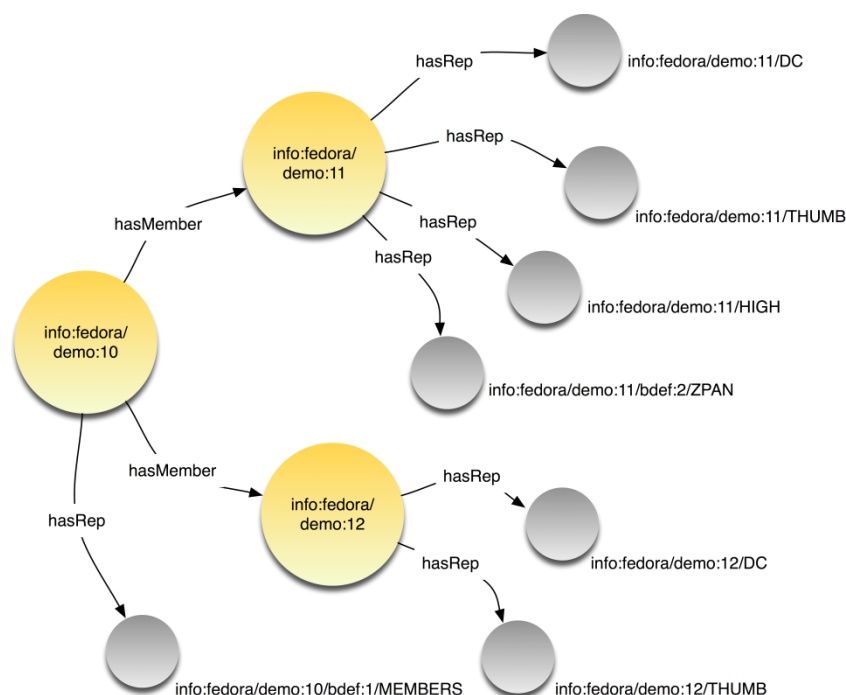 hasRep
info:fedora/demo:11/DC
info:fedora/
demo:11
hasRep
info:fedora/demo:11/THUMB
hasMember
hasRep
hasRep
info:fedora/demo:11/HIGH
info:fedora/
demo:10
info:fedora/demo:11/bdef:2/ZPAN
hasMember
hasRep
info:fedora/
demo:12
hasRep
hasRep
info:fedora/demo:12/DC
info:fedora/demo:10/bdef:1/MEMBERS
info:fedora/demo:12/THUMB